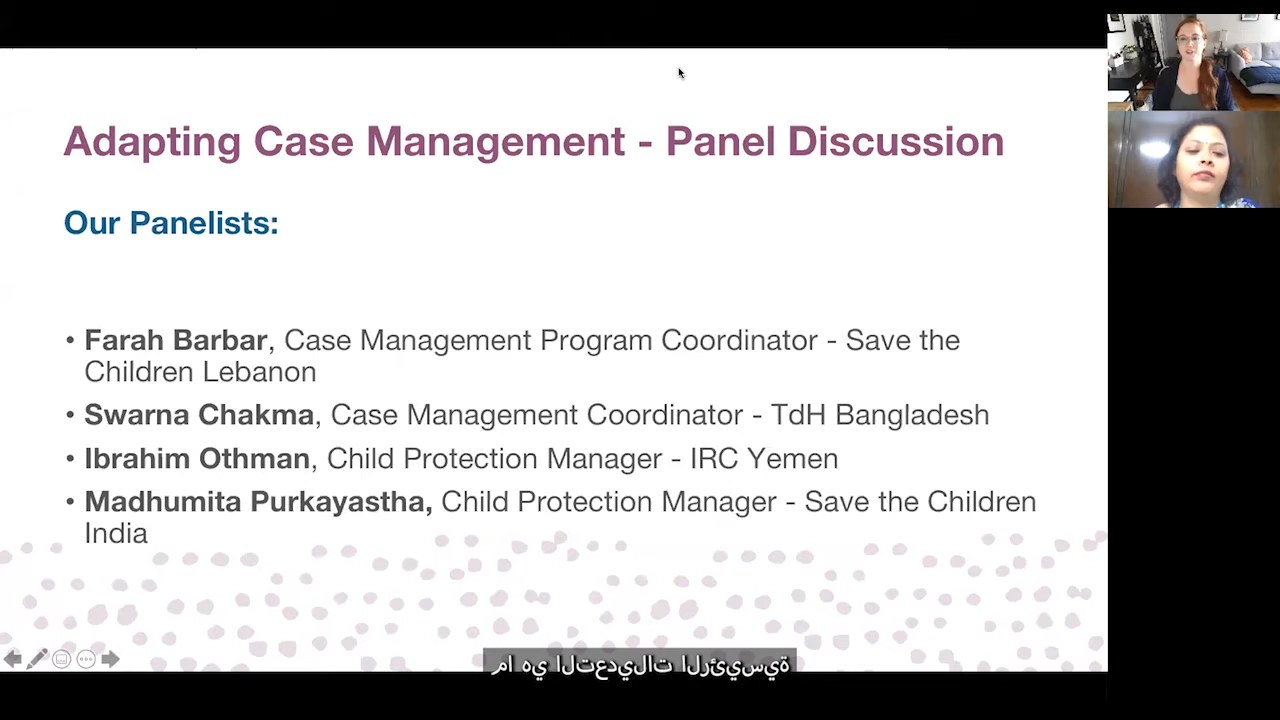 Adapting Case Management - Panel Discussion
Our Panelists:
• Farah Barbar, Case Management Program Coordinator - Save the
Children Lebanon
• Swarna Chakma, Case Management Coordinator - TdH Bangladesh
• Ibrahim Othman, Child Protection Manager - IRC Yemen
• Madhumita Purkayastha, Child Protection Manager - Save the Children
India
ما هي التعديلات الرئيسية